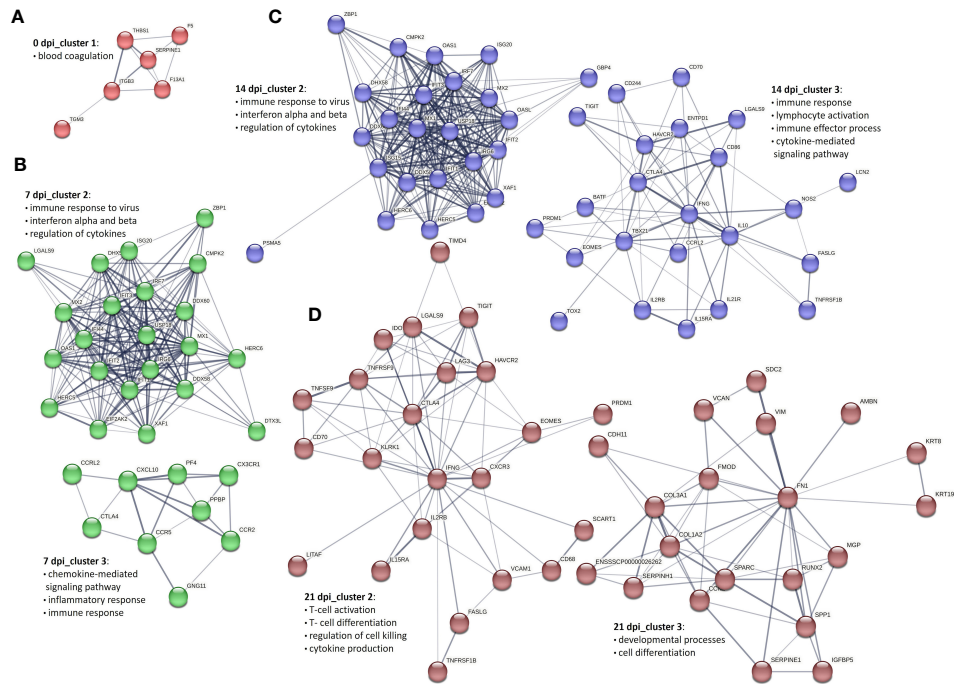 A
0 dpi_cluster 1:
• blood coagulation
THBS1
F5
SERPINE1
ITGB3
F13A1
TGM3
B
7 dpi_cluster 2:
• immune response to virus
• interferon alpha and beta
• regulation of cytokines
ZBP1
LGALS9
ISG20
CMPK2
IRF7
IFIT3
MX2
DDX60
USP18
IFI44
MX1
OAS1
HERC6
IFIT2
DDX58
HERC5
EIF2AK2
XAF1
DTX3L
CCRL2
CXCL10
PF4
CX3CR1
PPBP
CTLA4
CCR5
CCR2
GNG11
7 dpi_cluster 3:
• chemokine-mediated
signaling pathway
• inflammatory response
• immune response
C
14 dpi_cluster 2:
• immune response to virus
• interferon alpha and beta
• regulation of cytokines
ZBP1
CMPK2
OAS1
ISG20
GBP4
DHX58
IRF7
MX2
OASL
IFIT2
XAF1
HERC6
HERC5
PSMA5
14 dpi_cluster 3:
• immune response
• lymphocyte activation
• immune effector process
• cytokine-mediated
signaling pathway
CD244
CD70
TIGIT
ENTPD1
LGALS9
HAVCR2
CD86
CTLA4
LCN2
BATF
IFNG
NOS2
PRDM1
TBX21
IL10
EOMES
CCRL2
FASLG
IL2RB
IL21R
TNFRSF1B
TOX2
IL15RA
D
TIMD4
TIGIT
LGALS9
LAG3
HAVCR2
TNFRSF9
TNFSF9
CTLA4
PRDM1
CD70
EOMES
KLRK1
IFNG
CXCR3
IL2RB
SCART1
LITAF
IL15RA
VCAM1
CD68
FASLG
TNFRSF1B
21 dpi_cluster 2:
• T-cell activation
• T- cell differentiation
• regulation of cell killing
• cytokine production
SDC2
VCAN
VIM
AMBN
CDH11
KRT8
FMOD
COL3A1
FN1
KRT19
COL1A2
MGP
ENSSSCP00000026262
SPARC
RUNX2
SERPINH1
SPP1
SERPINE1
IGFBP5
21 dpi_cluster 3:
• developmental processes
• cell differentiation